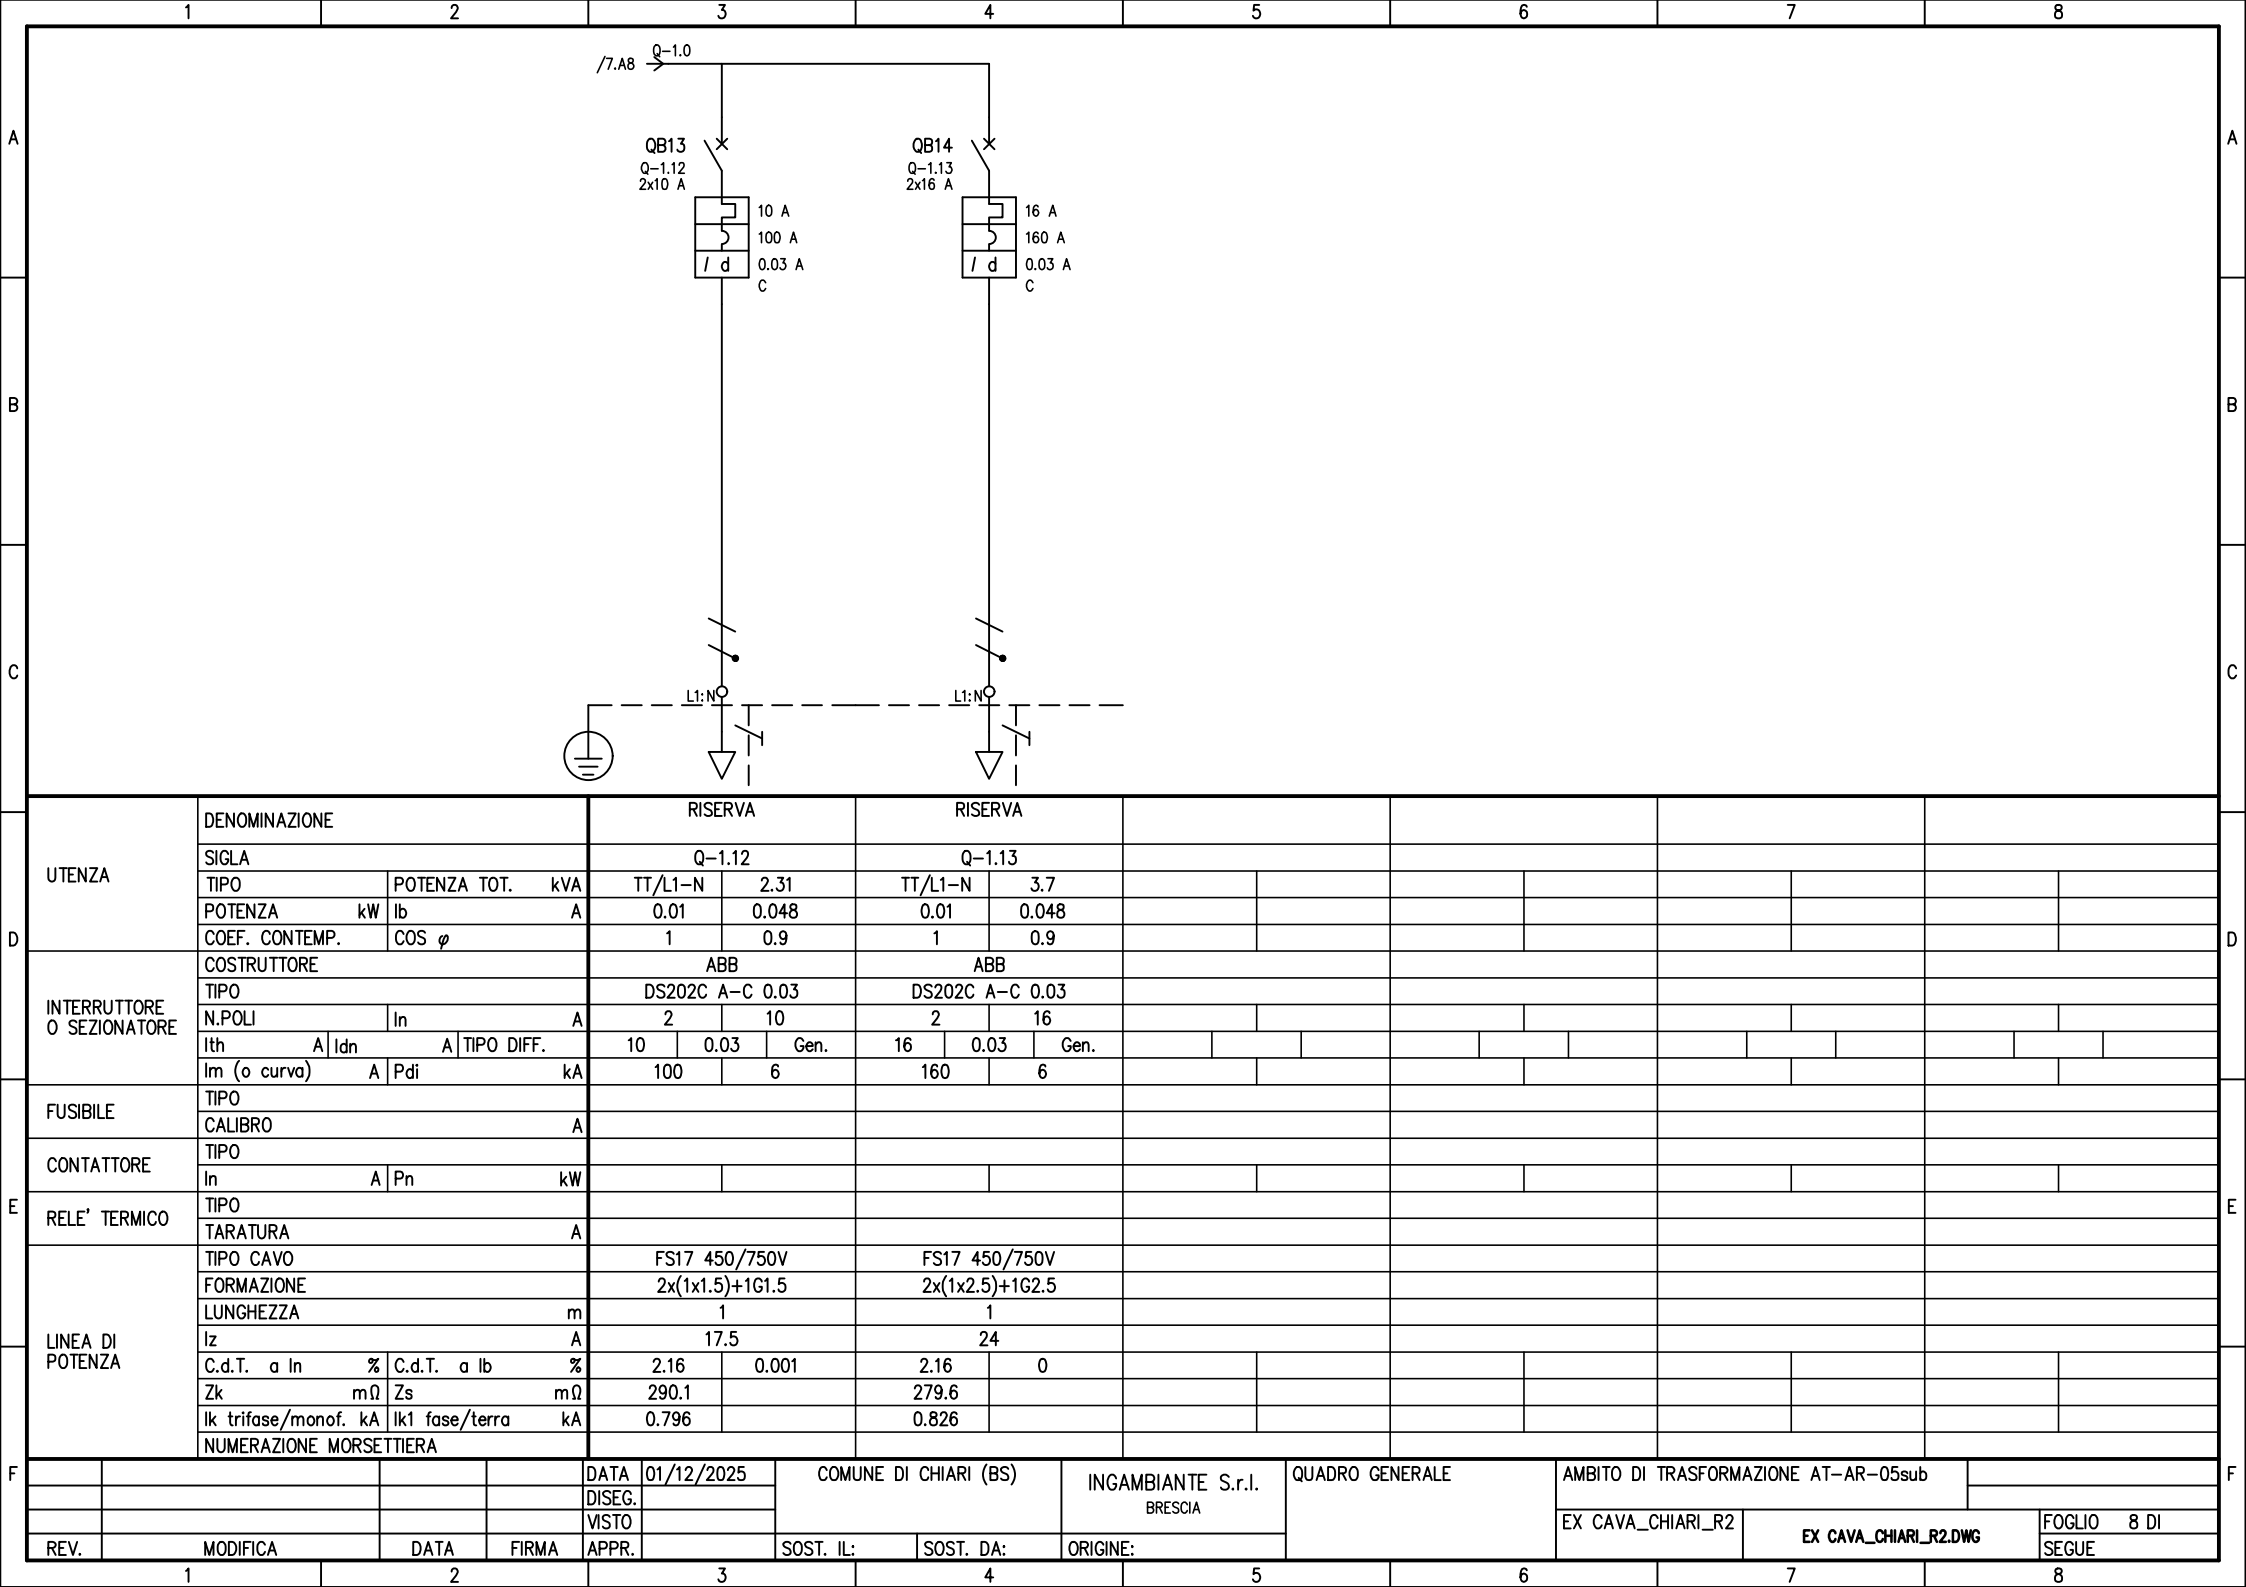 1 2 3 4 5 6 7 8
Q-1.0
/7.A8
A A
QB13 QB14
Q-1.12 Q-1.13
2x10 A 2x16 A
10 A 16 A
100 A 160 A
I d 0.03 A I d 0.03 A
C C
B B
C C
L1:N L1:N
UTENZA
DENOMINAZIONE RISERVA RISERVA
SIGLA Q-1.12 Q-1.13
TIPO POTENZA TOT. kVA TT/L1-N 2.31 TT/L1-N 3.7
POTENZA kW Ib A 0.01 0.048 0.01 0.048
D COEF. CONTEMP. COS φ 1 0.9 1 0.9 D
INTERRUTTORE
O SEZIONATORE
COSTRUTTORE ABB ABB
TIPO DS202C A-C 0.03 DS202C A-C 0.03
N.POLI In A 2 10 2 16
Ith A Idn A TIPO DIFF. 10 0.03 Gen. 16 0.03 Gen.
Im (o curva) A Pdi kA 100 6 160 6
FUSIBILE
TIPO
CALIBRO A
CONTATTORE
TIPO
In A Pn kW
E E
RELE' TERMICO
TIPO
TARATURA A
LINEA DI
POTENZA
TIPO CAVO FS17 450/750V FS17 450/750V
FORMAZIONE 2x(1x1.5)+1G1.5 2x(1x2.5)+1G2.5
LUNGHEZZA m 1 1
Iz A 17.5 24
C.d.T. a In % C.d.T. a Ib % 2.16 0.001 2.16 0
Zk mΩ Zs mΩ 290.1 279.6
Ik trifase/monof. kA Ik1 fase/terra kA 0.796 0.826
NUMERAZIONE MORSETTIERA
F F
DATA 01/12/2025 COMUNE DI CHIARI (BS) INGAMBIANTE S.r.l. QUADRO GENERALE AMBITO DI TRASFORMAZIONE AT-AR-05sub
DISEG. BRESCIA
VISTO EX CAVA_CHIARI_R2 EX CAVA_CHIARI_R2.DWG FOGLIO 8 DI
REV. MODIFICA DATA FIRMA APPR. SOST. IL: SOST. DA: ORIGINE: SEGUE
1 2 3 4 5 6 7 8